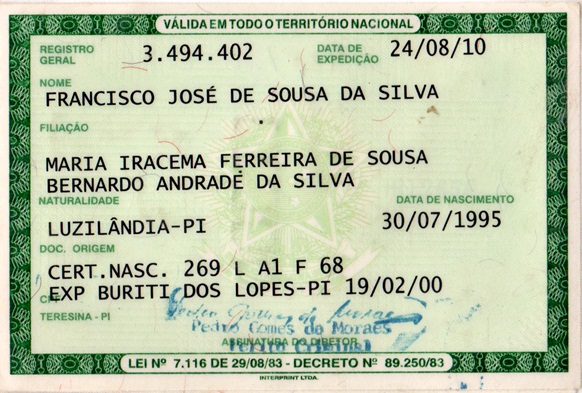 VÁLIDA EM TODO O TERRITÓRIO NACIONAL
REGISTRO GERAL 3.494.402 DATA DE EXPEDIÇÃO 24/08/10
NOME
FRANCISCO JOSÉ DE SOUSA DA SILVA
FILIAÇÃO
MARIA IRACEMA FERREIRA DE SOUSA
BERNARDO ANDRADE DA SILVA
NATURALIDADE DATA DE NASCIMENTO
LUZILÂNDIA-PI 30/07/1995
DOC. ORIGEM
CERT.NASC. 269 L A1 F 68
EXP BURITI DOS LOPES-PI 19/02/00
TERESINA - PI
Pedro Gomes de Moraes
ASSINATURA DO DIRETOR
Perito Criminal
LEI Nº 7.116 DE 29/08/83 - DECRETO Nº 89.250/83
INTERPRINT LTDA.